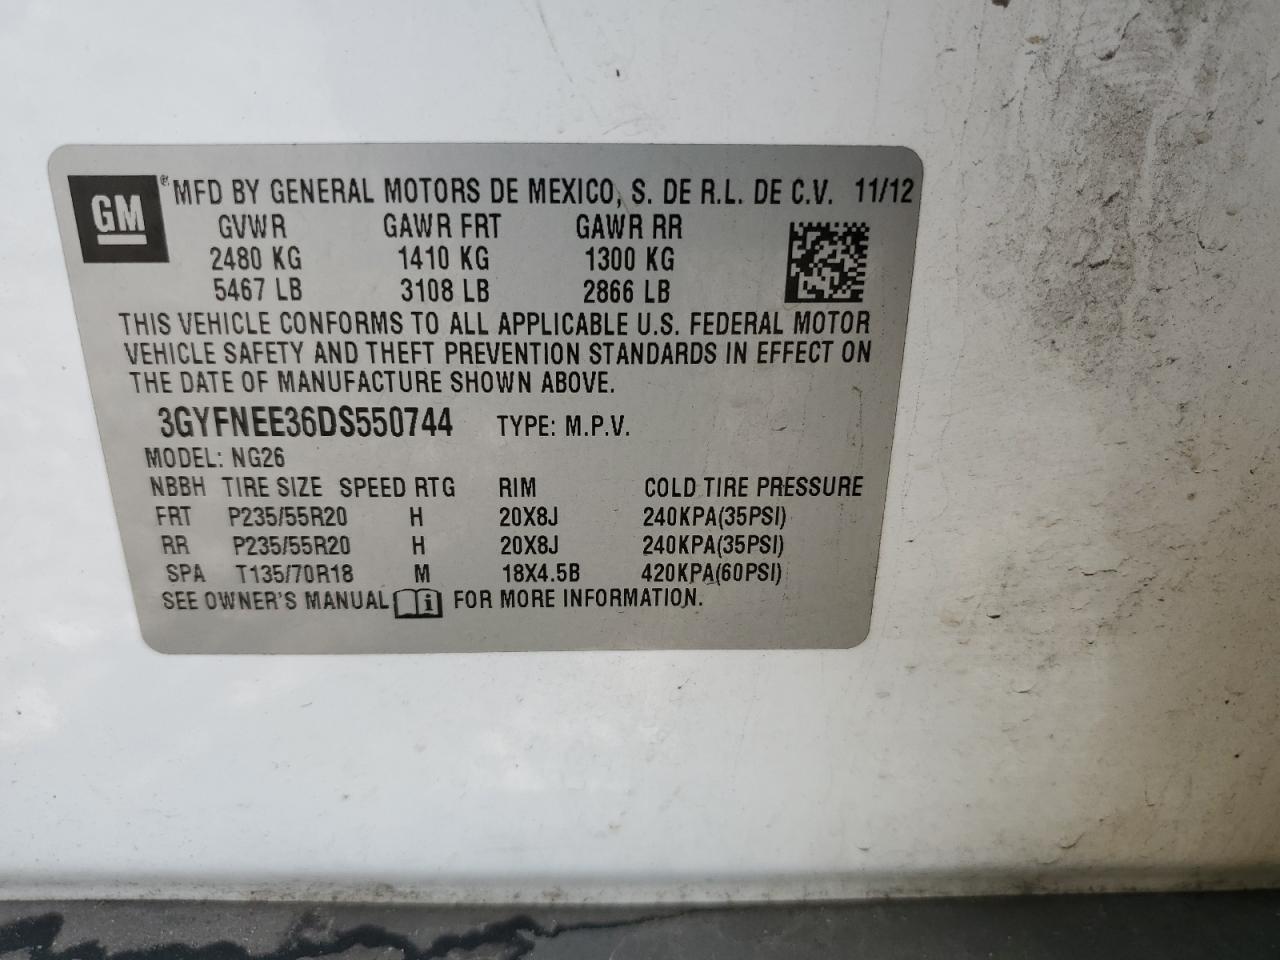 GM ® MFD BY GENERAL MOTORS DE MEXICO, S. DE R.L. DE C.V. 11/12
GVWR GAWR FRT GAWR RR
2480 KG 1410 KG 1300 KG
5467 LB 3108 LB 2866 LB
THIS VEHICLE CONFORMS TO ALL APPLICABLE U.S. FEDERAL MOTOR
VEHICLE SAFETY AND THEFT PREVENTION STANDARDS IN EFFECT ON
THE DATE OF MANUFACTURE SHOWN ABOVE.
3GYFNEE36DS550744 TYPE: M.P.V.
MODEL: NG26
NBBH TIRE SIZE SPEED RTG RIM COLD TIRE PRESSURE
FRT P235/55R20 H 20X8J 240KPA(35PSI)
RR P235/55R20 H 20X8J 240KPA(35PSI)
SPA T135/70R18 M 18X4.5B 420KPA(60PSI)
SEE OWNER'S MANUAL i FOR MORE INFORMATION.